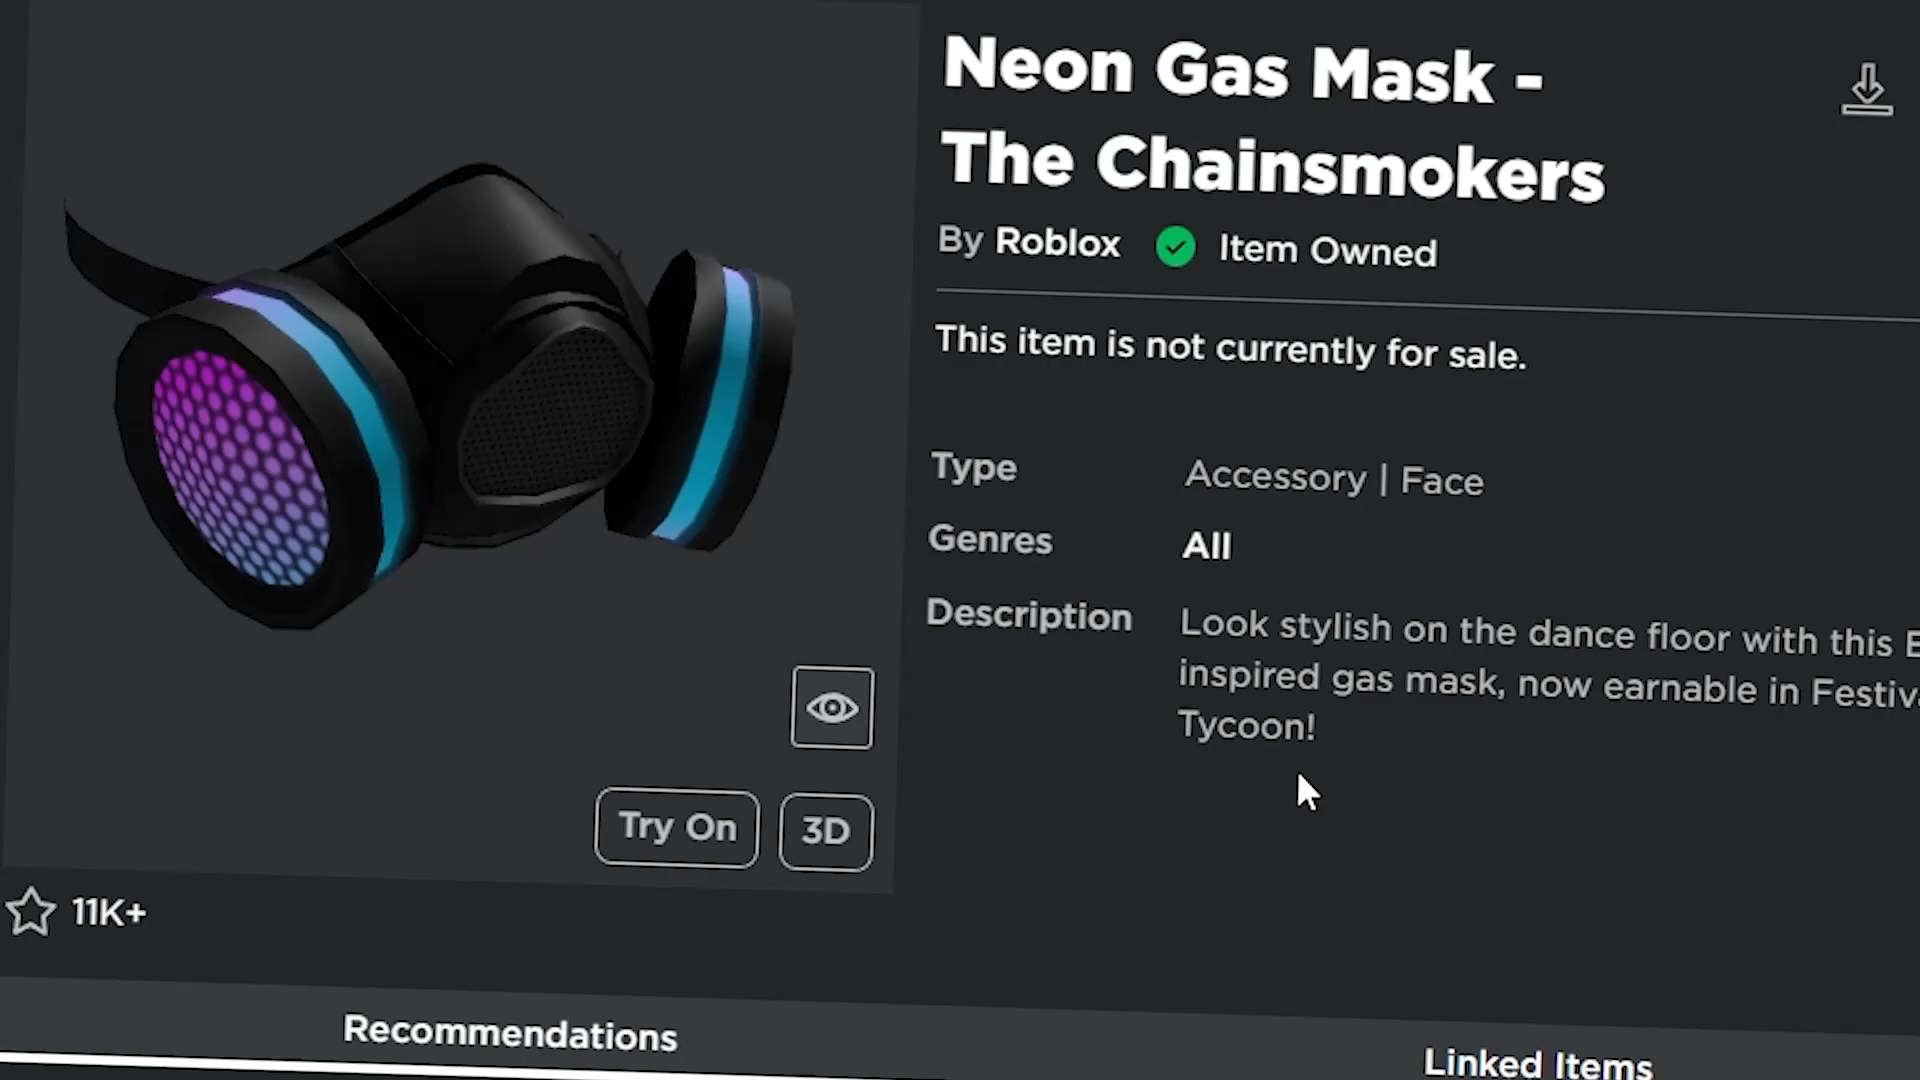 Neon Gas Mask -
The Chainsmokers
By Roblox Item Owned
This item is not currently for sale.
Type Accessory | Face
Genres All
Description Look stylish on the dance floor with this
inspired gas mask, now earnable in
Tycoon!
Try On 3D
11K+
Recommendations Linked Items